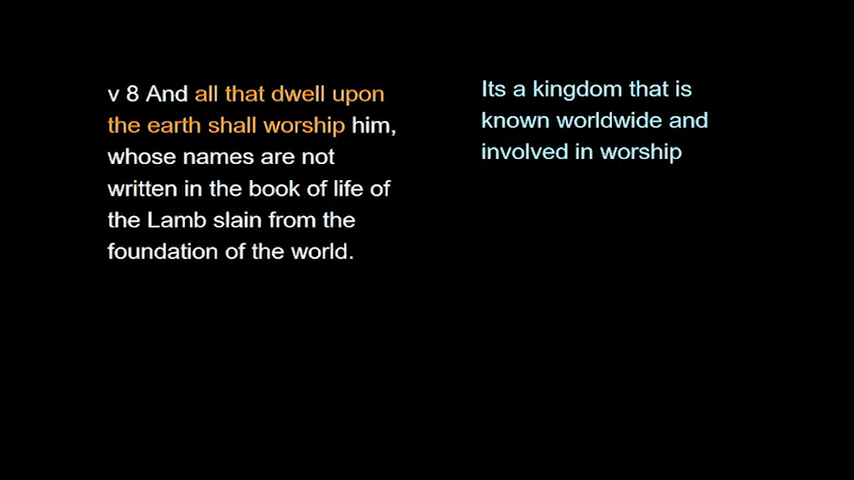 v 8 And all that dwell upon
the earth shall worship him,
whose names are not
written in the book of life of
the Lamb slain from the
foundation of the world.
Its a kingdom that is
known worldwide and
involved in worship